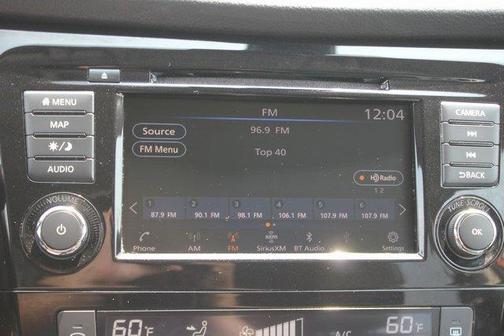 MENU
MAP
AUDIO
VOLUME
FM
12:04
Source
96.9 FM
FM Menu
Top 40
HD Radio
1 2
1 2 3 4 5 6
87.9 FM 90.1 FM 98.1 FM 106.1 FM 107.9 FM 107.9 FM
Phone AM FM SiriusXM BT Audio Settings
CAMERA
BACK
TUNE·SCROLL
OK
60°F 60°F
A/C